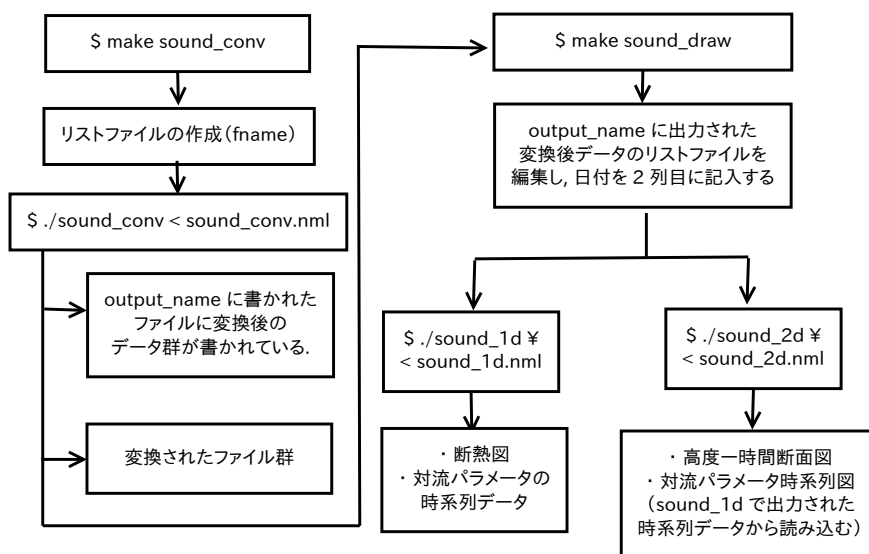 $ make sound_conv
リストファイルの作成(fname)
$ ./sound_conv < sound_conv.nml
output_name に書かれた
ファイルに変換後の
データ群が書かれている.
変換されたファイル群
$ make sound_draw
output_name に出力された
変換後データのリストファイルを
編集し, 日付を 2 列目に記入する
$ ./sound_1d ¥
< sound_1d.nml
・断熱図
・対流パラメータの
時系列データ
$ ./sound_2d ¥
< sound_2d.nml
・高度ー時間断面図
・対流パラメータ時系列図
(sound_1d で出力された
時系列データから読み込む)